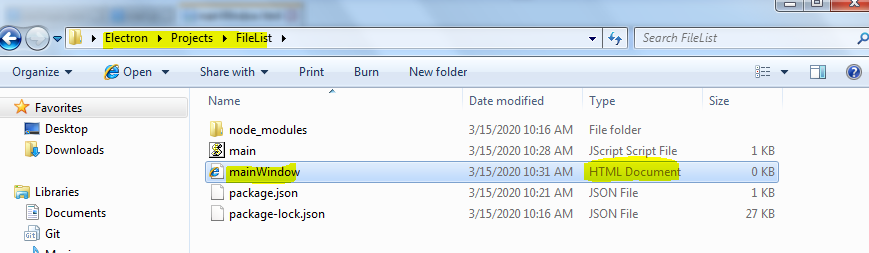 Electron Projects FileList
Search FileList
Organize Open Share with Print Burn New folder
Favorites
Desktop
Downloads
Libraries
Documents
Git
Name Date modified Type Size
node_modules 3/15/2020 10:16 AM File folder
main 3/15/2020 10:28 AM JScript Script File 1 KB
mainWindow 3/15/2020 10:31 AM HTML Document 0 KB
package.json 3/15/2020 10:21 AM JSON File 1 KB
package-lock.json 3/15/2020 10:16 AM JSON File 27 KB